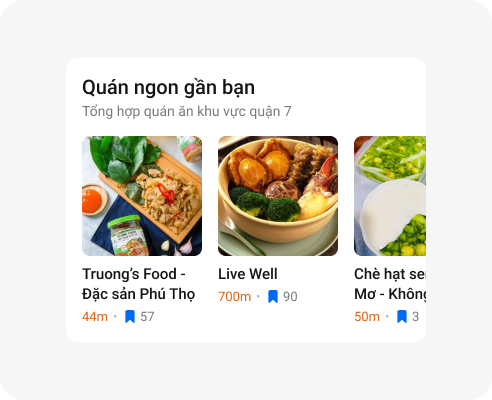 Quán ngon gần bạn
Tổng hợp quán ăn khu vực quận 7
Truong’s Food -
Đặc sản Phú Thọ
44m • 57
Live Well
700m • 90
Chè hạt
Mơ - Không
50m • 3